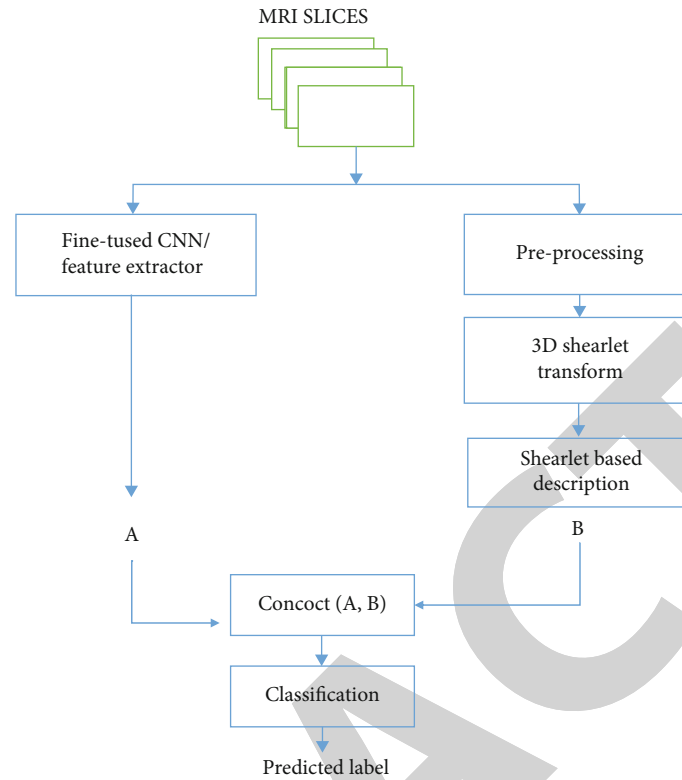 MRI SLICES
Fine-tused CNN/
feature extractor
Pre-processing
3D shearlet
transform
Shearlet based
description
A
B
Concoct (A, B)
Classification
Predicted label